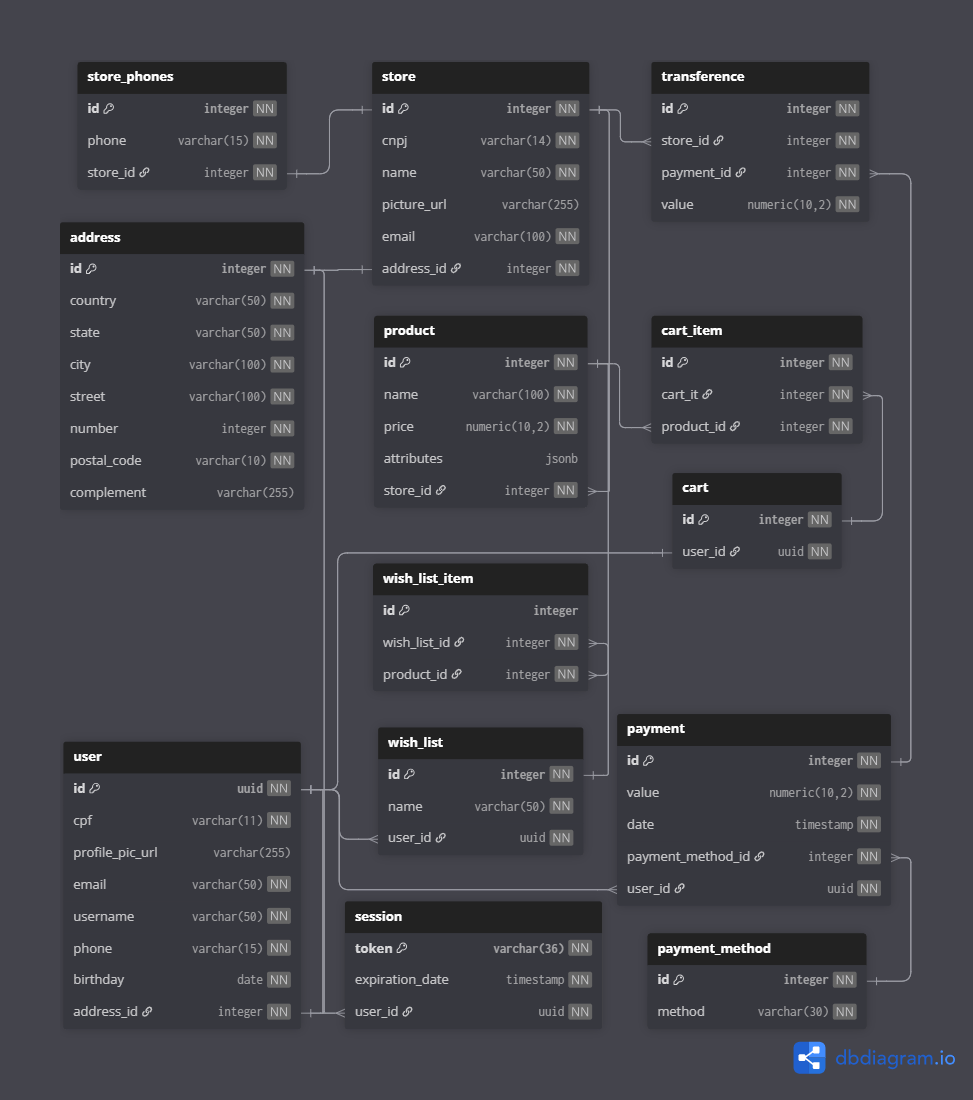 store_phones
id integer NN
phone varchar(15) NN
store_id integer NN
store
id integer NN
cnpj varchar(14) NN
name varchar(50) NN
picture_url varchar(255)
email varchar(100) NN
address_id integer NN
transference
id integer NN
store_id integer NN
payment_id integer NN
value numeric(10,2) NN
address
id integer NN
country varchar(50) NN
state varchar(50) NN
city varchar(100) NN
street varchar(100) NN
number integer NN
postal_code varchar(10) NN
complement varchar(255)
product
id integer NN
name varchar(100) NN
price numeric(10,2) NN
attributes jsonb
store_id integer NN
cart_item
id integer NN
cart_it integer NN
product_id integer NN
cart
id integer NN
user_id uuid NN
wish_list_item
id integer
wish_list_id integer NN
product_id integer NN
user
id uuid NN
cpf varchar(11) NN
profile_pic_url varchar(255)
email varchar(50) NN
username varchar(50) NN
phone varchar(15) NN
birthday date NN
address_id integer NN
wish_list
id integer NN
name varchar(50) NN
user_id uuid NN
payment
id integer NN
value numeric(10,2) NN
date timestamp NN
payment_method_id integer NN
user_id uuid NN
session
token varchar(36) NN
expiration_date timestamp NN
user_id uuid NN
payment_method
id integer NN
method varchar(30) NN
dbdiagram.io